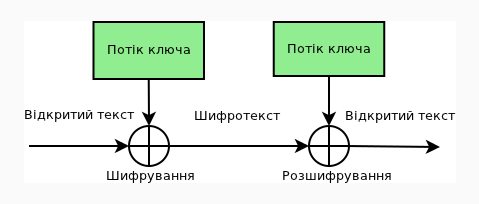 Потік ключа
Потік ключа
Відкритий текст
Шифротекст
Відкритий текст
Шифрування
Розшифрування